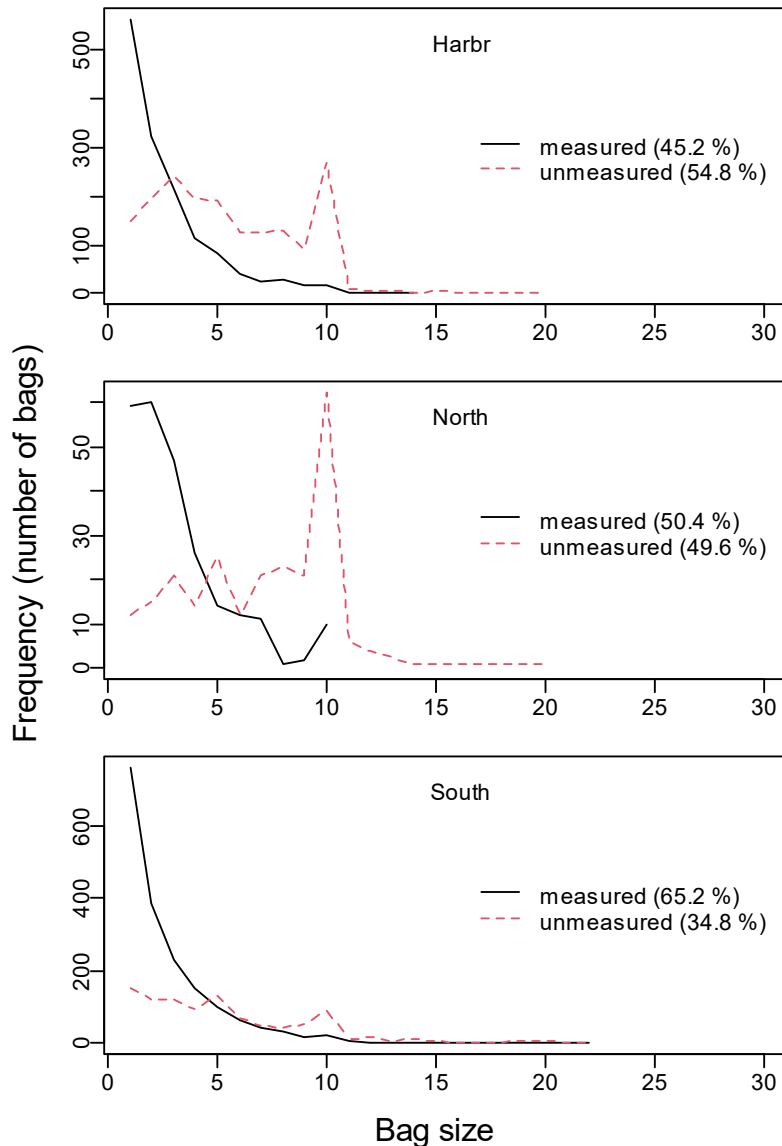 Frequency (number of bags)
Harbr
measured (45.2 %)
unmeasured (54.8 %)
500
300
100
0
0 5 10 15 20 25 30
North
measured (50.4 %)
unmeasured (49.6 %)
50
30
10
0
0 5 10 15 20 25 30
South
measured (65.2 %)
unmeasured (34.8 %)
600
400
200
0
0 5 10 15 20 25 30
Bag size